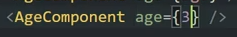 <AgeComponent age={3} />